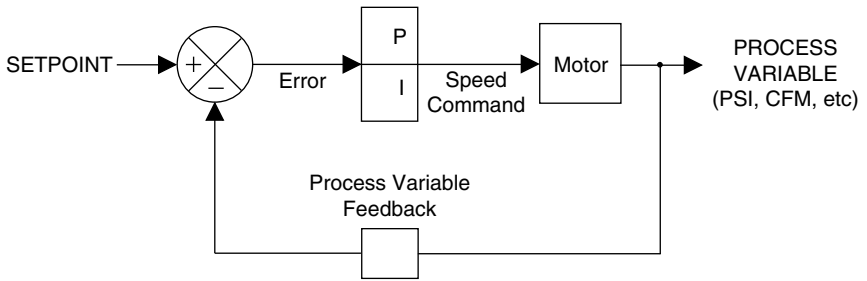 SETPOINT
+
−
Error
P
I
Speed
Command
Motor
PROCESS
VARIABLE
(PSI, CFM, etc)
Process Variable
Feedback